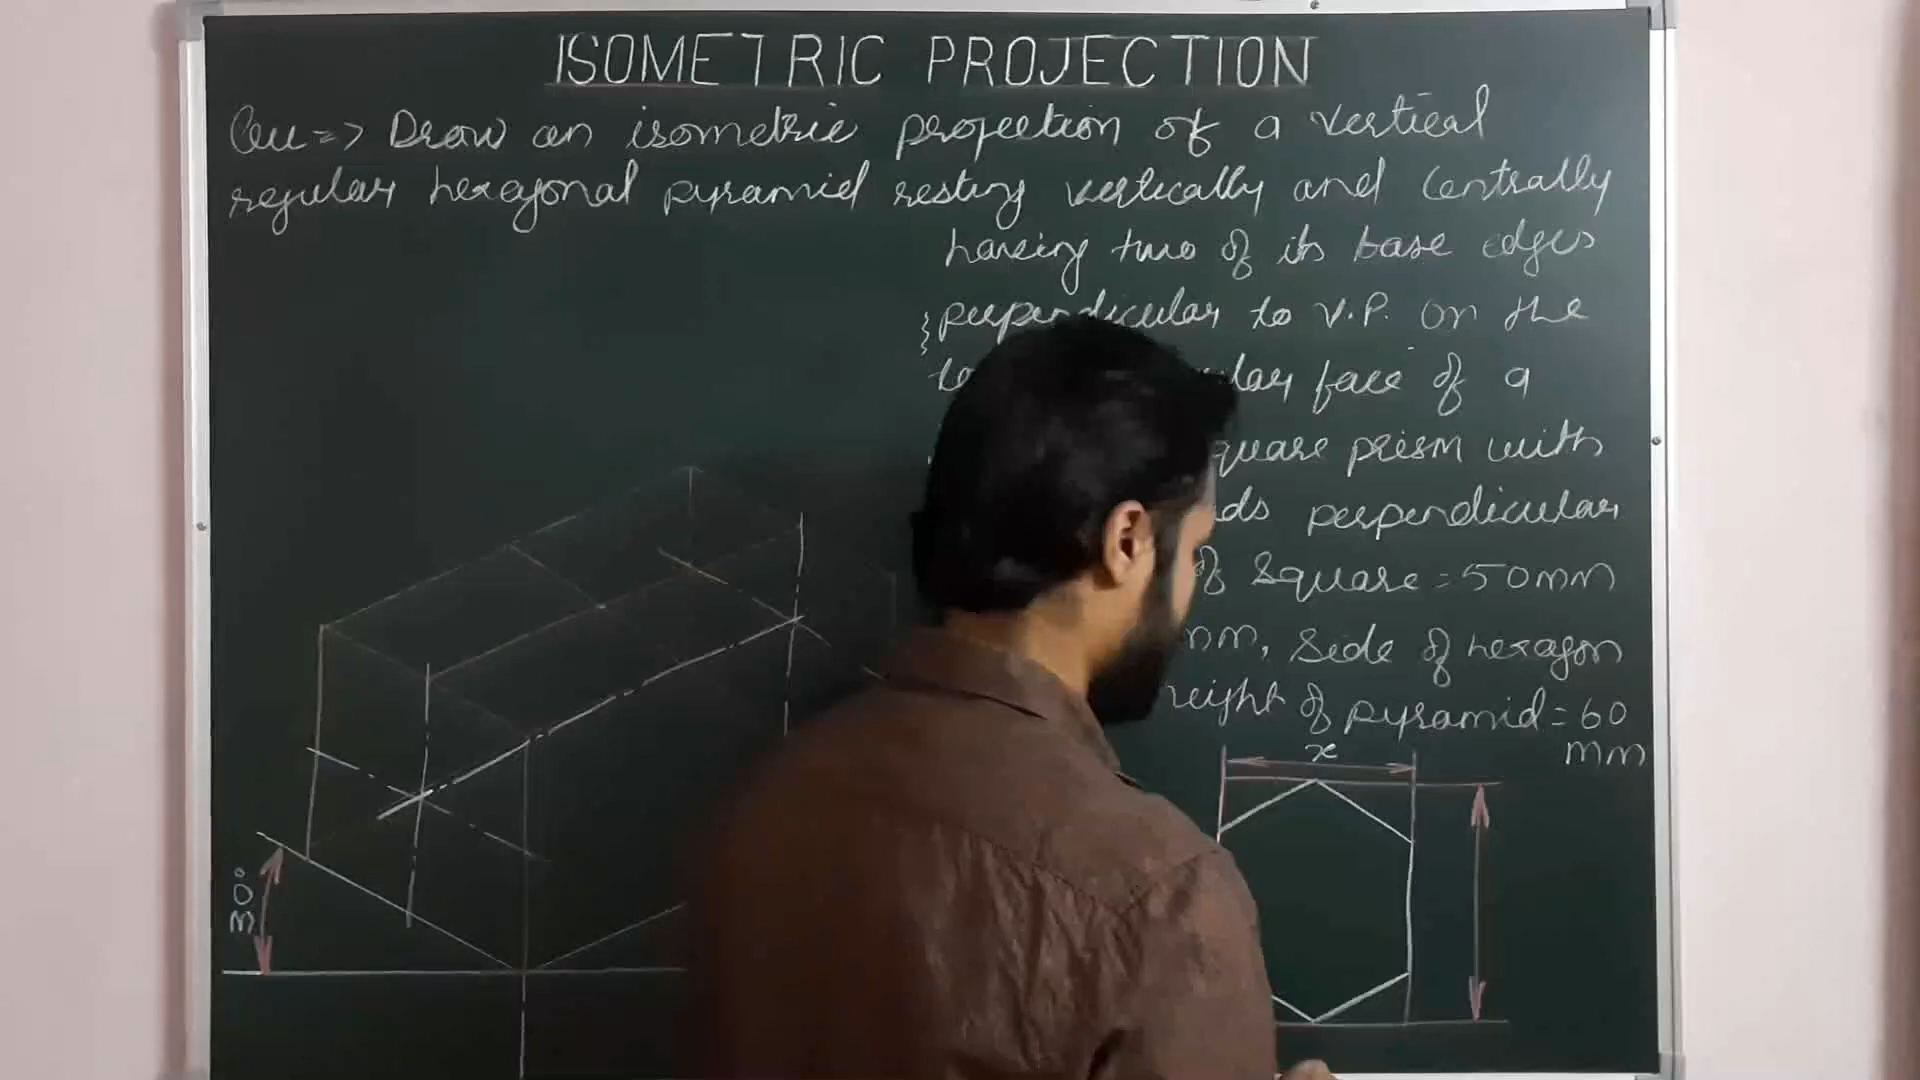 ISOMETRIC PROJECTION
Qu=> Draw an isometric projection of a vertical
regular hexagonal pyramid resting vertically and centrally
having two of its base edges
perpendicular to V.P. on the
face of a
square prism with
perpendicular
of square = 50mm
mm, side of hexagon
height of pyramid = 60
mm
x
30°